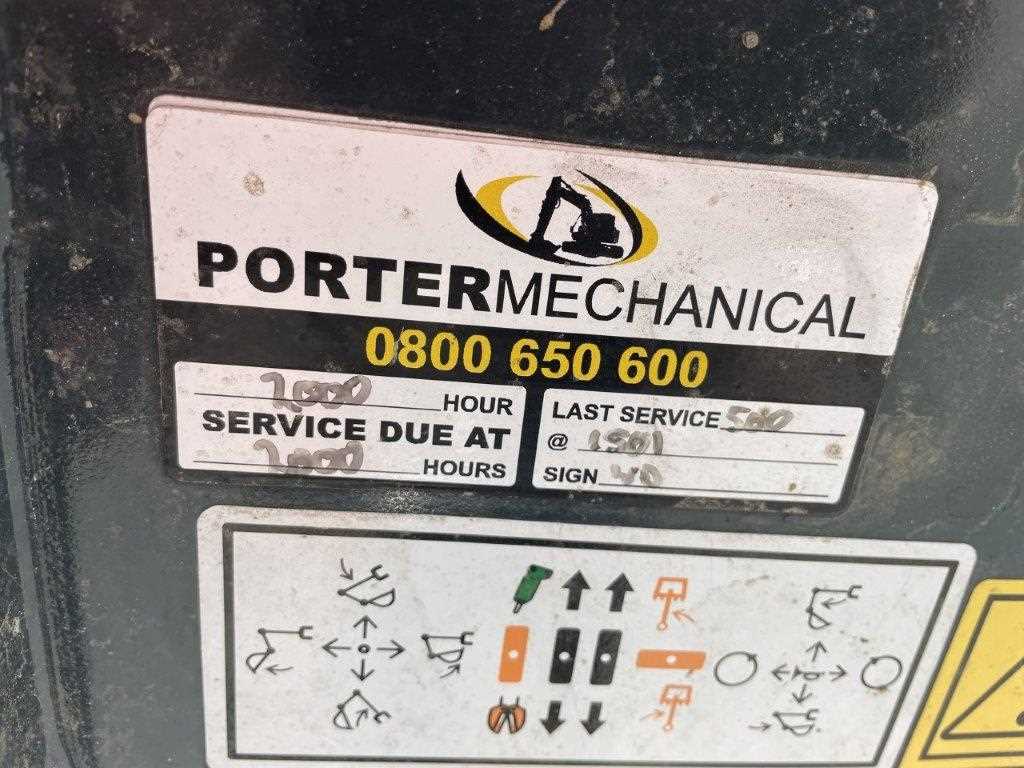 PORTERMECHANICAL
0800 650 600
2000 HOUR
SERVICE DUE AT
2000 HOURS
LAST SERVICE 500
@ 1501
SIGN